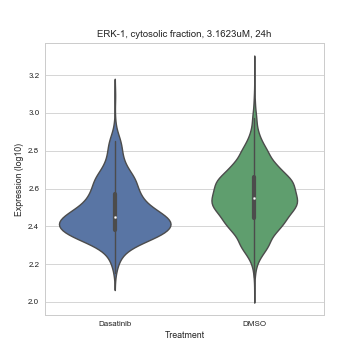 ERK-1, cytosolic fraction, 3.1623uM, 24h
Expression (log10)
3.2
3.0
2.8
2.6
2.4
2.2
2.0
Dasatinib DMSO
Treatment